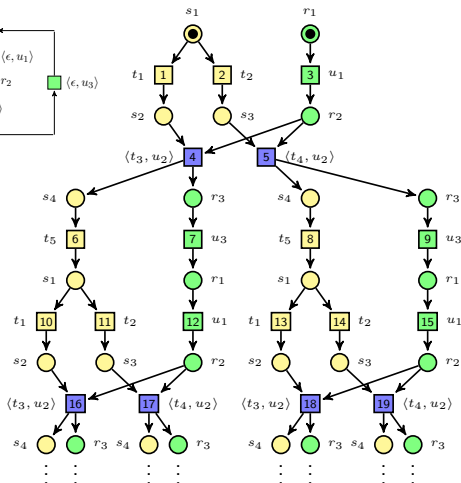 s₁ r₁
⟨ϵ, u₁⟩
r₂ ⟨ϵ, u₃⟩
⟩
t₁ 1 2 t₂ 3 u₁
s₂ s₃ r₂
⟨t₃, u₂⟩ 4 5 ⟨t₄, u₂⟩
s₄ r₃ s₄ r₃
t₅ 6 7 u₃ t₅ 8 9 u₃
s₁ r₁ s₁ r₁
t₁ 10 11 t₂ 12 u₁ t₁ 13 14 t₂ 15 u₁
s₂ s₃ r₂ s₂ s₃ r₂
⟨t₃, u₂⟩ 16 17 ⟨t₄, u₂⟩ ⟨t₃, u₂⟩ 18 19 ⟨t₄, u₂⟩
s₄ r₃ s₄ r₃ s₄ r₃ s₄ r₃
⋮ ⋮ ⋮ ⋮ ⋮ ⋮ ⋮ ⋮